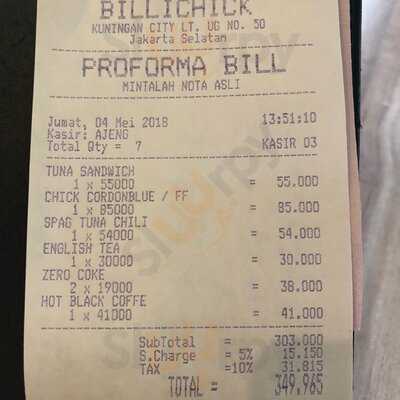 BILLICHICK
KUNINGAN CITY LT. UG NO. 50
Jakarta Selatan
PROFORMA BILL
MINTALAH NOTA ASLI
Jumat, 04 Mei 2018 13:51:10
Kasir: AJENG
Total Qty = 7 KASIR 03
TUNA SANDWICH
1 x 55000 = 55.000
CHICK CORDONBLUE / FF
1 x 85000 = 85.000
SPAG TUNA CHILI
1 x 54000 = 54.000
ENGLISH TEA
1 x 30000 = 30.000
ZERO COKE
2 x 19000 = 38.000
HOT BLACK COFFE
1 x 41000 = 41.000
SubTotal = 303.000
S.Charge = 5% 15.150
TAX =10% 31.815
TOTAL = 349.965